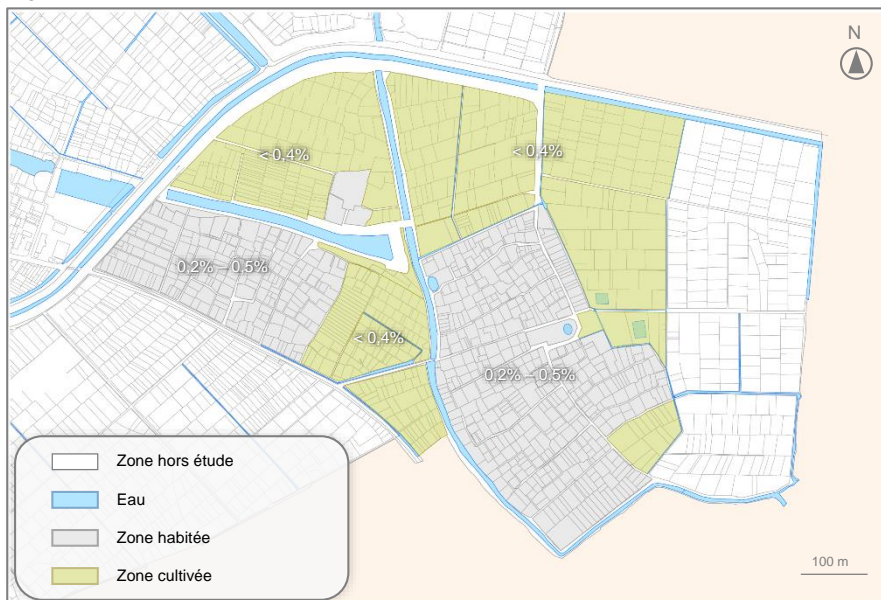 N
< 0,4%
< 0,4%
0,2% – 0,5%
< 0,4%
0,2% – 0,5%
Zone hors étude
Eau
Zone habitée
Zone cultivée
100 m